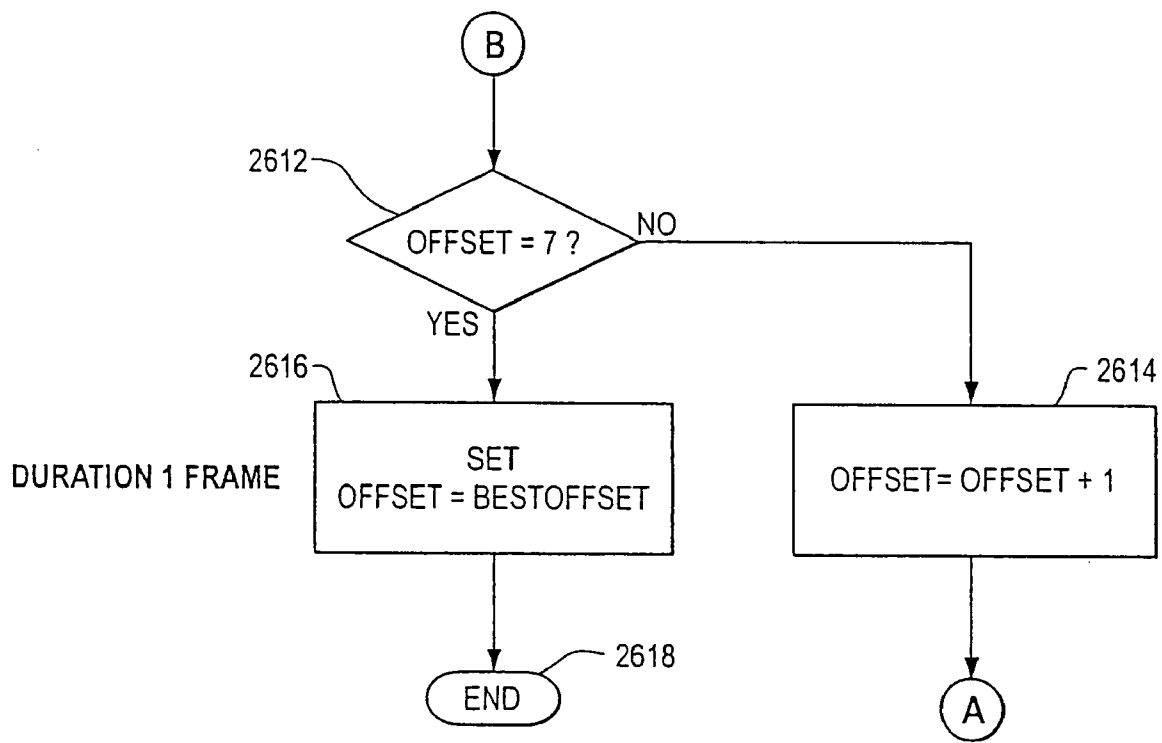 B
2612
OFFSET = 7 ?
NO
YES
2616
2614
SET
OFFSET = BESTOFFSET
OFFSET= OFFSET + 1
DURATION 1 FRAME
2618
END
A